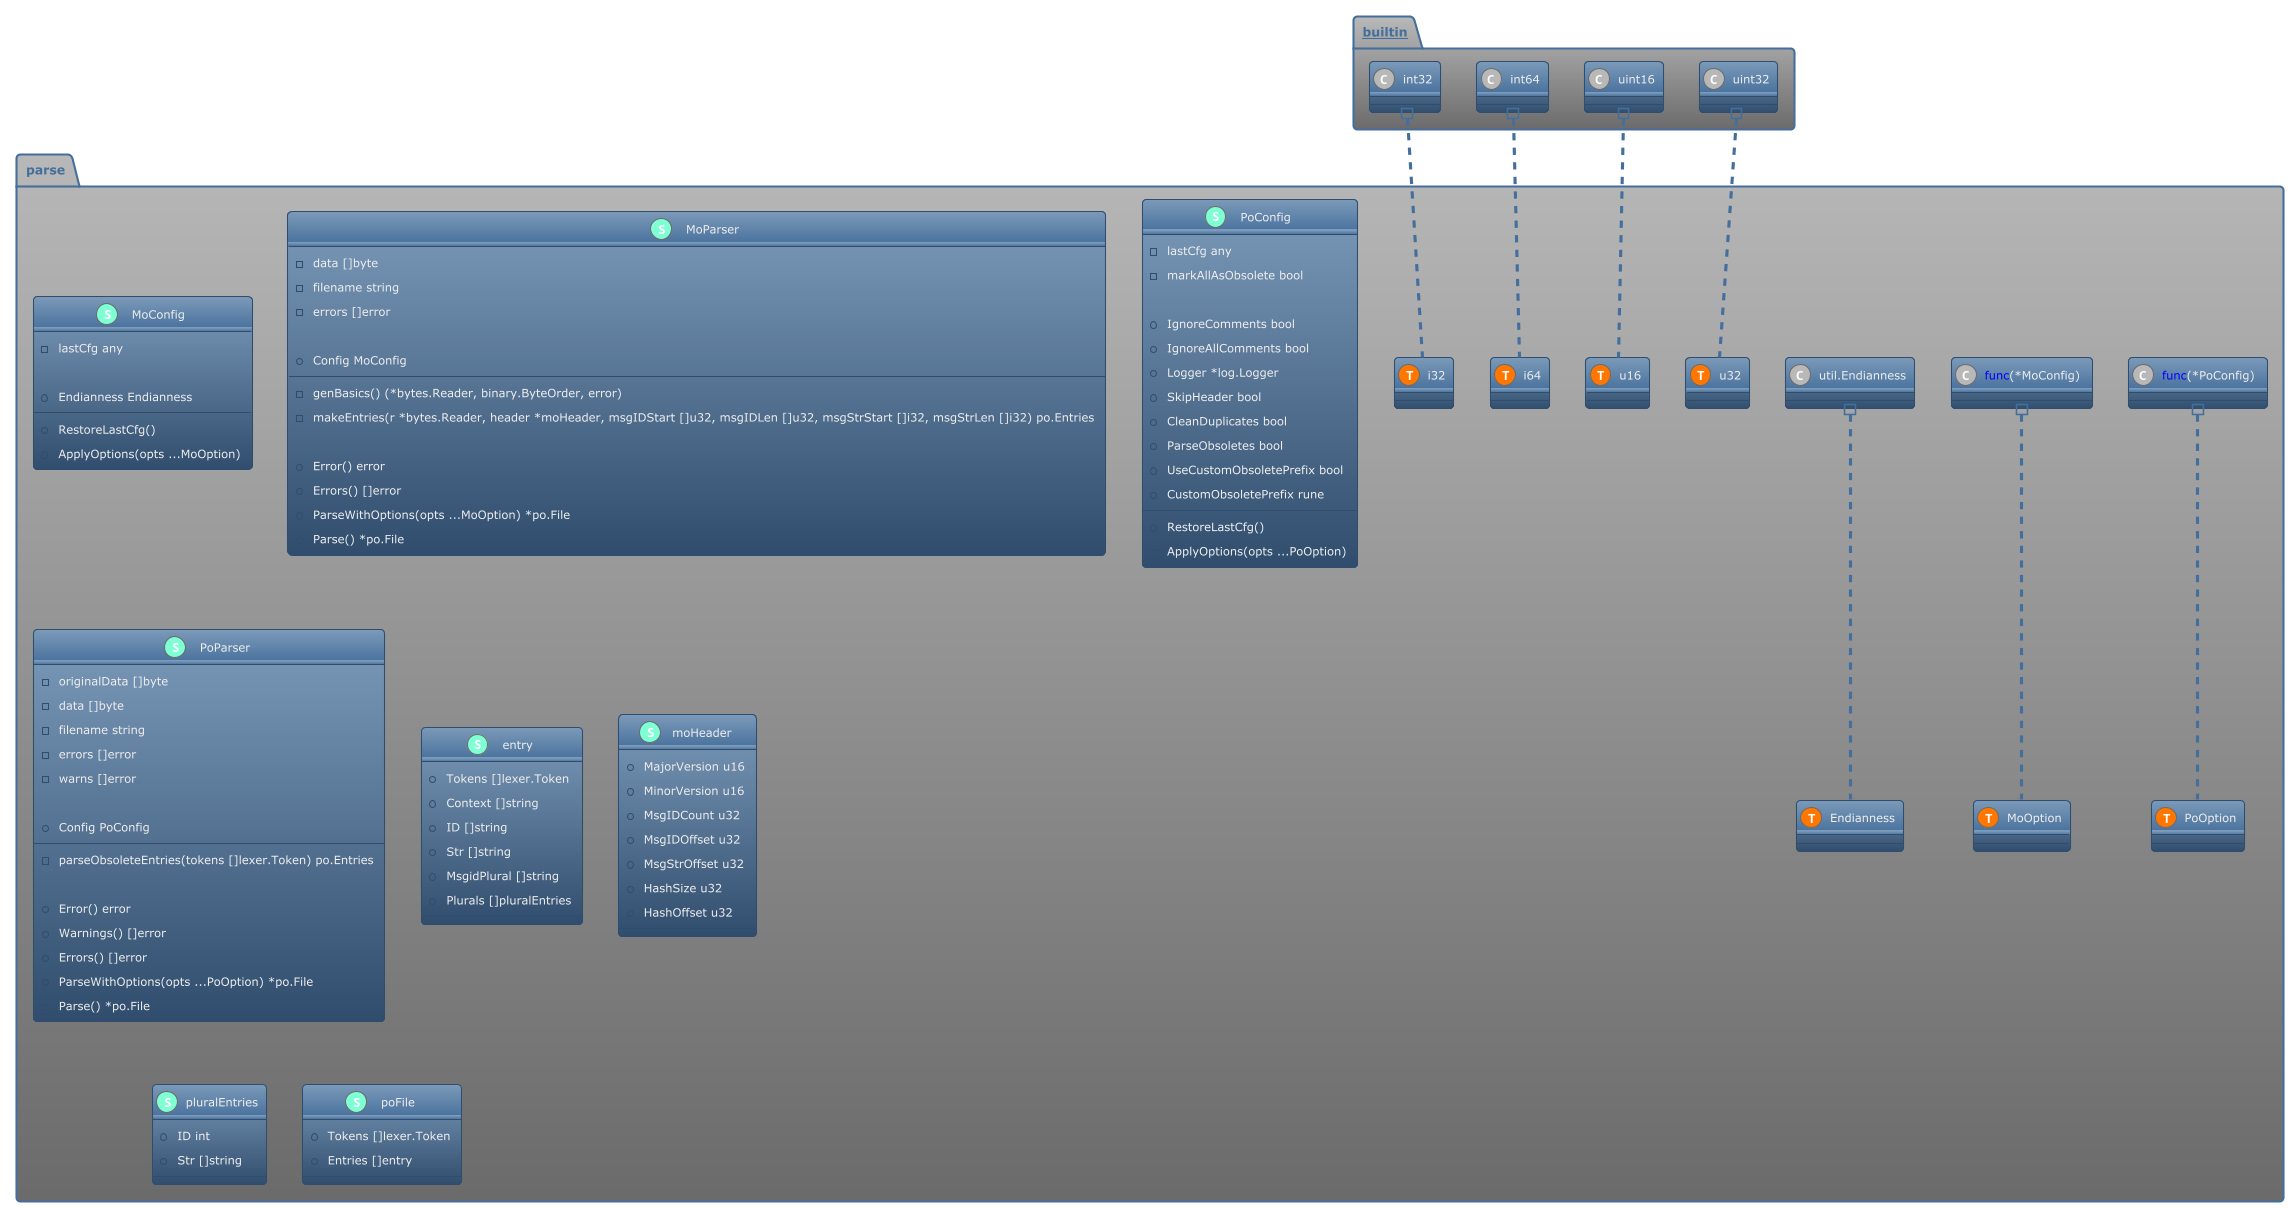 builtin
C int32
C int64
C uint16
C uint32
parse
S MoConfig
lastCfg any
Endianness Endianness
RestoreLastCfg()
ApplyOptions(opts ...MoOption)
S MoParser
data []byte
filename string
errors []error
Config MoConfig
genBasics() (*bytes.Reader, binary.ByteOrder, error)
makeEntries(r *bytes.Reader, header *moHeader, msgIDStart []u32, msgIDLen []u32, msgStrStart []i32, msgStrLen []i32) po.Entries
Error() error
Errors() []error
ParseWithOptions(opts ...MoOption) *po.File
Parse() *po.File
S PoConfig
lastCfg any
markAllAsObsolete bool
IgnoreComments bool
IgnoreAllComments bool
Logger *log.Logger
SkipHeader bool
CleanDuplicates bool
ParseObsoletes bool
UseCustomObsoletePrefix bool
CustomObsoletePrefix rune
RestoreLastCfg()
ApplyOptions(opts ...PoOption)
T i32
T i64
T u16
T u32
C util.Endianness
C func(*MoConfig)
C func(*PoConfig)
S PoParser
originalData []byte
data []byte
filename string
errors []error
warns []error
Config PoConfig
parseObsoleteEntries(tokens []lexer.Token) po.Entries
Error() error
Warnings() []error
Errors() []error
ParseWithOptions(opts ...PoOption) *po.File
Parse() *po.File
S entry
Tokens []lexer.Token
Context []string
ID []string
Str []string
MsgidPlural []string
Plurals []pluralEntries
S moHeader
MajorVersion u16
MinorVersion u16
MsgIDCount u32
MsgIDOffset u32
MsgStrOffset u32
HashSize u32
HashOffset u32
T Endianness
T MoOption
T PoOption
S pluralEntries
ID int
Str []string
S poFile
Tokens []lexer.Token
Entries []entry